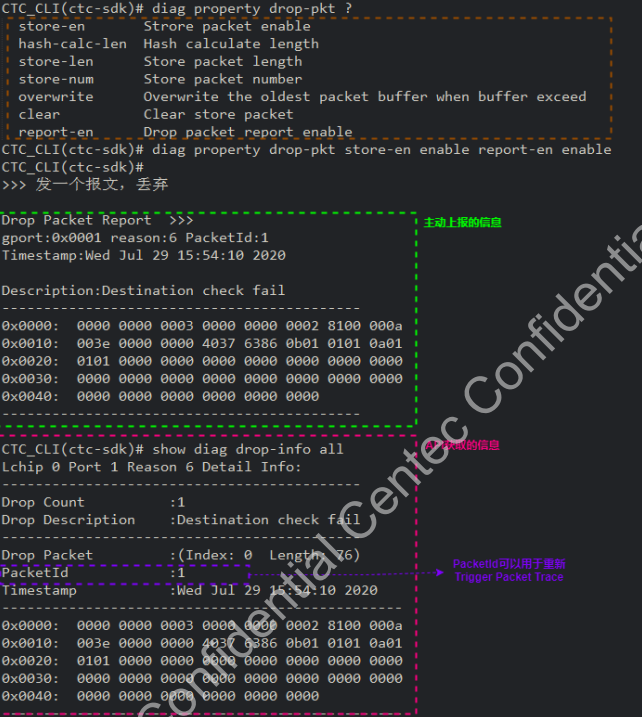 CTC_CLI(ctc-sdk)# diag property drop-pkt ?
store-en Strore packet enable
hash-calc-len Hash calculate length
store-len Store packet length
store-num Store packet number
overwrite Overwrite the oldest packet buffer when buffer exceed
clear Clear store packet
report-en Drop packet report enable
CTC_CLI(ctc-sdk)# diag property drop-pkt store-en enable report-en enable
CTC_CLI(ctc-sdk)#
>>> 发一个报文，丢弃
Drop Packet Report >>>
主动上报的信息
gport:0x0001 reason:6 PacketId:1
Timestamp:Wed Jul 29 15:54:10 2020
Description:Destination check fail
-------------------------------------------
0x0000: 0000 0000 0003 0000 0000 0002 8100 000a
0x0010: 003e 0000 0000 4037 6386 0b01 0101 0a01
0x0020: 0101 0000 0000 0000 0000 0000 0000 0000
0x0030: 0000 0000 0000 0000 0000 0000 0000 0000
0x0040: 0000 0000 0000 0000 0000 0000
-------------------------------------------
CTC_CLI(ctc-sdk)# show diag drop-info all
获取的信息
Lchip 0 Port 1 Reason 6 Detail Info:
-------------------------------------------
Drop Count :1
Drop Description :Destination check fail
-------------------------------------------
Drop Packet :(Index: 0 Length: 76)
PacketId :1
PacketId可以用于重新
Trigger Packet Trace
Timestamp :Wed Jul 29 15:54:10 2020
------------------------------------------------
0x0000: 0000 0000 0003 0000 0000 0002 8100 000a
0x0010: 003e 0000 0000 4037 6386 0b01 0101 0a01
0x0020: 0101 0000 0000 0000 0000 0000 0000 0000
0x0030: 0000 0000 0000 0000 0000 0000 0000 0000
0x0040: 0000 0000 0000 0000 0000 0000
------------------------------------------------
Confidential Centec Confidential